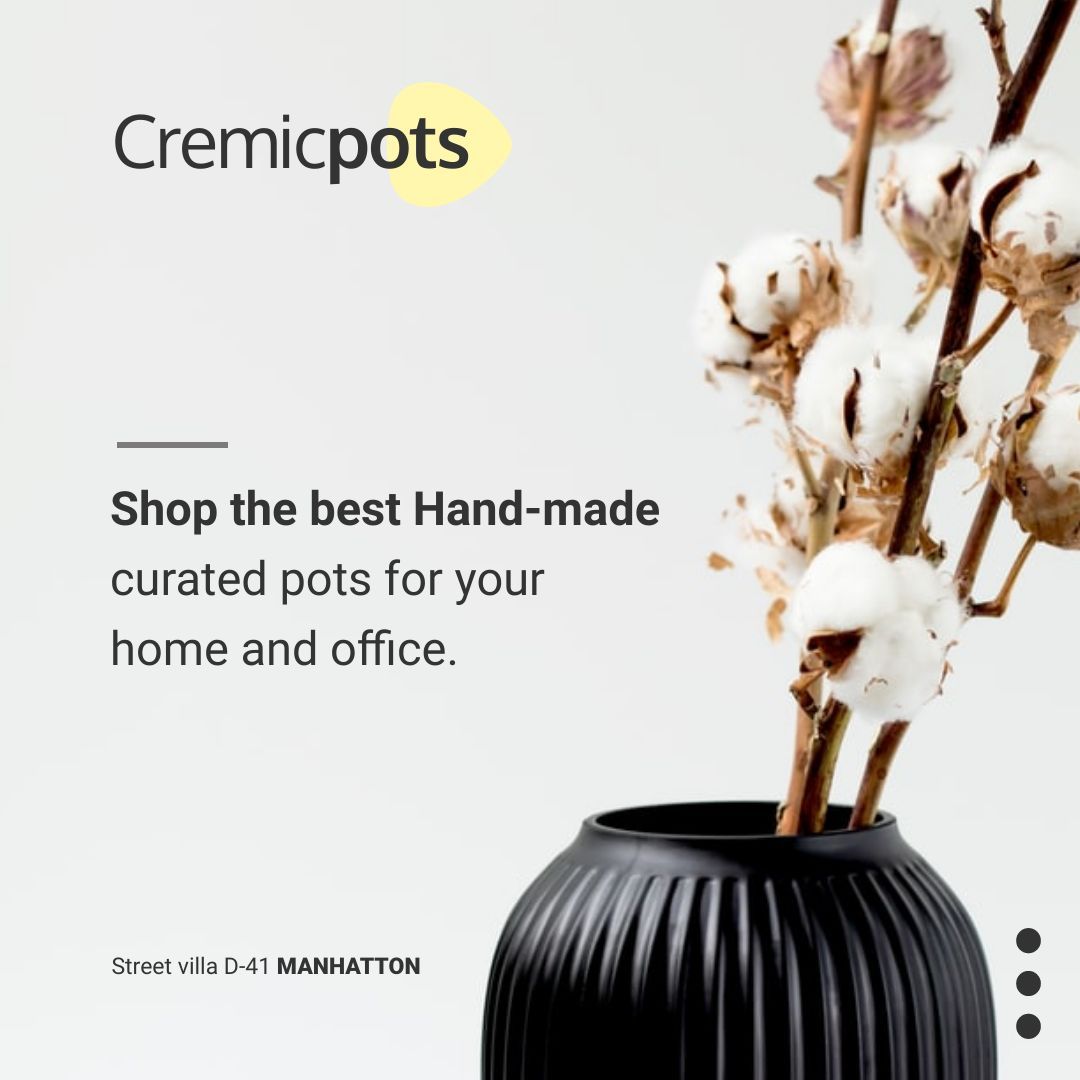 Cremicpots
Shop the best Hand-made
curated pots for your
home and office.
Street villa D-41 MANHATTON